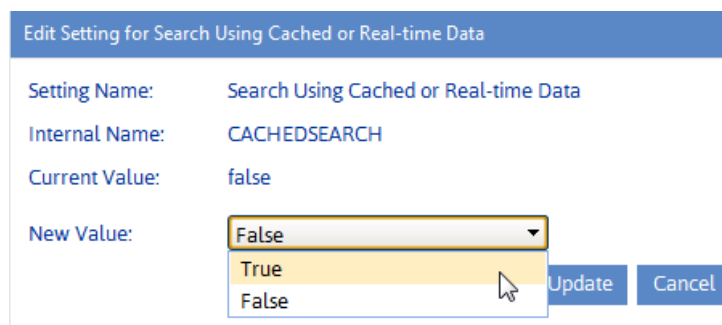 Edit Setting for Search Using Cached or Real-time Data
Setting Name: Search Using Cached or Real-time Data
Internal Name: CACHEDSEARCH
Current Value: false
New Value: False
True
False
Update Cancel